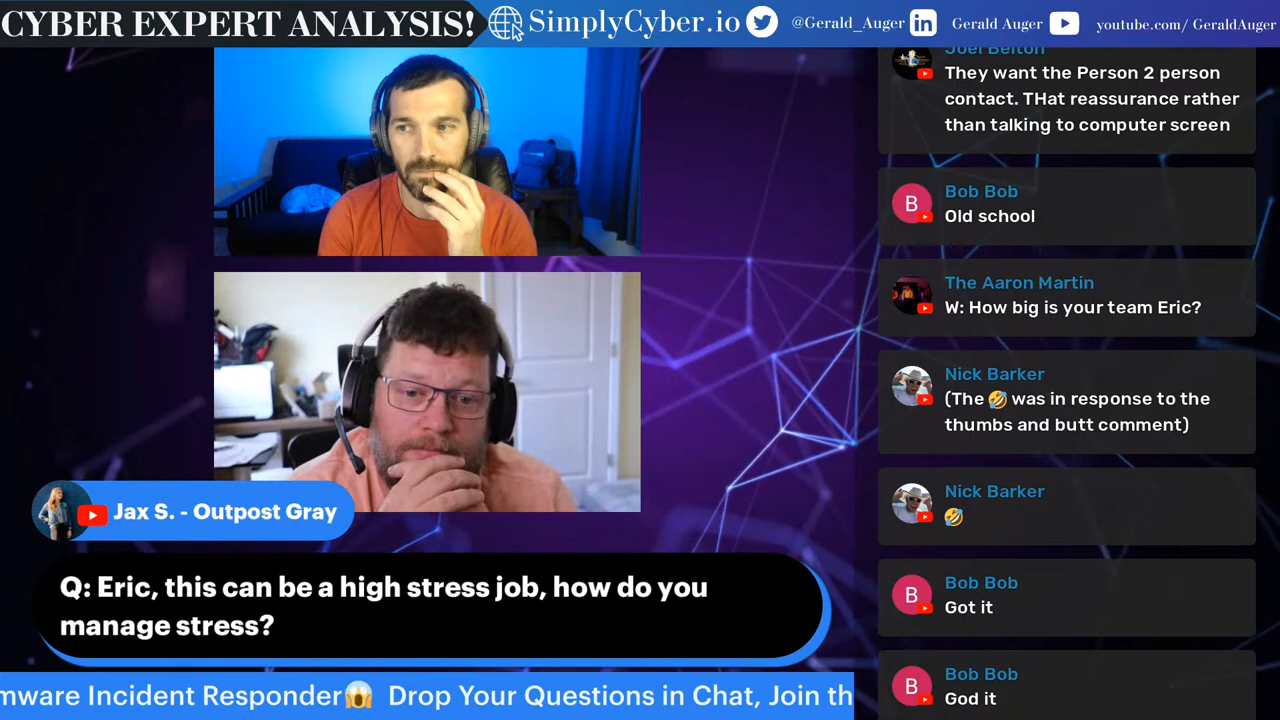 CYBER EXPERT ANALYSIS!
SimplyCyber.io
@Gerald_Auger
Gerald Auger
youtube.com/ GeraldAuger
Joel Belton
They want the Person 2 person
contact. THat reassurance rather
than talking to computer screen
B
Bob Bob
Old school
The Aaron Martin
W: How big is your team Eric?
Nick Barker
(The 🤣 was in response to the
thumbs and butt comment)
Nick Barker
🤣
B
Bob Bob
Got it
B
Bob Bob
God it
Jax S. - Outpost Gray
Q: Eric, this can be a high stress job, how do you
manage stress?
mware Incident Responder😱 Drop Your Questions in Chat, Join th